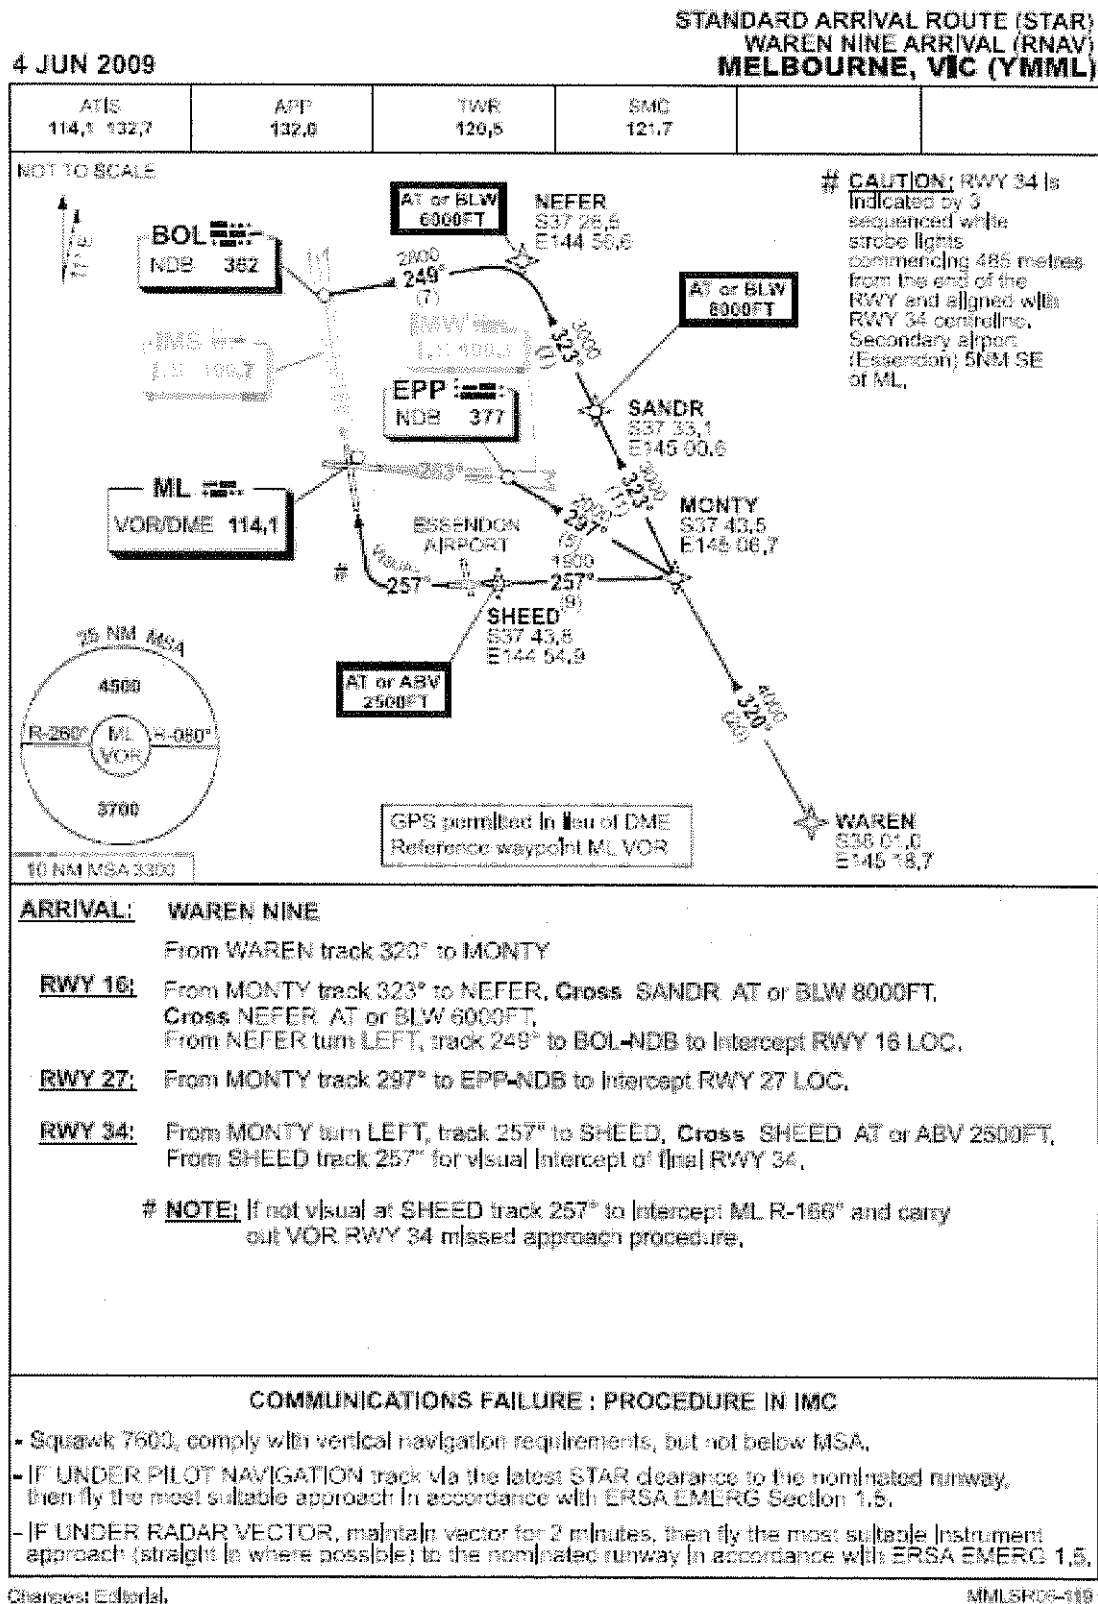 STANDARD ARRIVAL ROUTE (STAR)
WAREN NINE ARRIVAL (RNAV)
4 JUN 2009
MELBOURNE, VIC (YMML)
ATIS
114,1 132,7
APP
132,0
TWR
120,5
SMC
121.7
NOT TO SCALE
AT or BLW
6000FT
NEFER
S37 26,5
# CAUTION: RWY 34 is
indicated by 3
sequenced white
strobe lights
commencing 485 metres
from the end of the
RWY and aligned with
RWY 34 centreline.
Secondary airport
(Essendon) 5NM SE
of ML.
BOL
NDB 362
2800
249°
(7)
AT or BLW
8000FT
323°
EPP
NDB 377
SANDR
S37 33,1
E145 00,6
323°
263°
ML
VOR/DME 114,1
ESSENDON
AIRPORT
MONTY
S37 43,5
E145 06,7
297°
1900
257°
(9)
#
257°
SHEED
S37 43,8
E144 54,9
AT or ABV
2500FT
25 NM MSA
4500
R-260° ML R-080°
VOR
3700
10 NM MSA 3300
4000
320°
GPS permitted in lieu of DME
Reference waypoint ML VOR
WAREN
S38 01,0
E145 18,7
ARRIVAL: WAREN NINE
From WAREN track 320° to MONTY
RWY 16: From MONTY track 323° to NEFER. Cross SANDR AT or BLW 8000FT.
Cross NEFER AT or BLW 6000FT.
From NEFER turn LEFT, track 249° to BOL-NDB to intercept RWY 16 LOC.
RWY 27: From MONTY track 297° to EPP-NDB to intercept RWY 27 LOC.
RWY 34: From MONTY turn LEFT, track 257° to SHEED, Cross SHEED AT or ABV 2500FT.
From SHEED track 257° for visual intercept of final RWY 34.
# NOTE: If not visual at SHEED track 257° to intercept ML R-166° and carry
out VOR RWY 34 missed approach procedure.
COMMUNICATIONS FAILURE : PROCEDURE IN IMC
- Squawk 7600, comply with vertical navigation requirements, but not below MSA.
- IF UNDER PILOT NAVIGATION track via the latest STAR clearance to the nominated runway,
then fly the most suitable approach in accordance with ERSA EMERG Section 1.5.
- IF UNDER RADAR VECTOR, maintain vector for 2 minutes, then fly the most suitable instrument
approach (straight in where possible) to the nominated runway in accordance with ERSA EMERG 1.5.
Changes: Editorial.